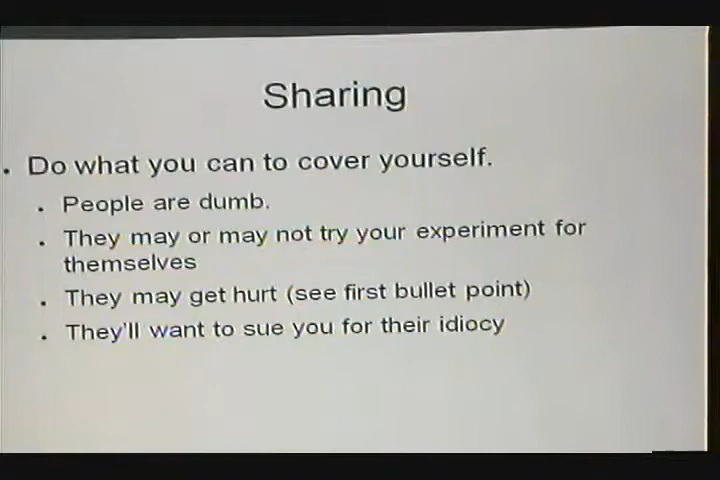 Sharing
. Do what you can to cover yourself.
. People are dumb.
. They may or may not try your experiment for
themselves
. They may get hurt (see first bullet point)
. They'll want to sue you for their idiocy